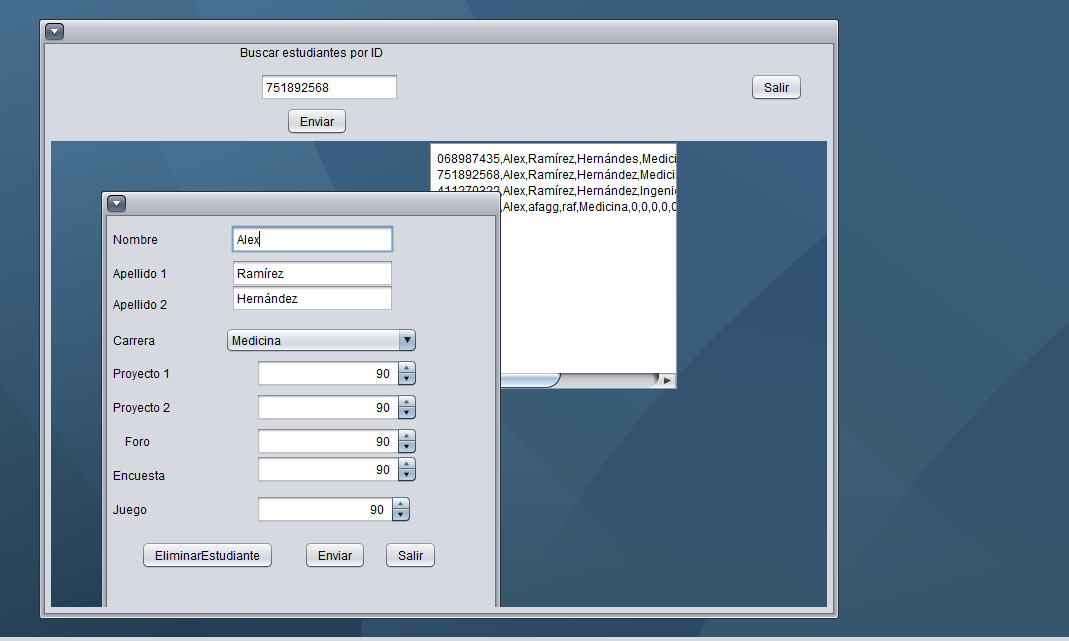 Buscar estudiantes por ID
751892568
Salir
Enviar
068987435,Alex,Ramírez,Hernándes,Medici
751892568,Alex,Ramírez,Hernández,Medici
411270322,Alex,Ramírez,Hernández,Ingenie
,Alex,afagg,raf,Medicina,0,0,0,0,0
Nombre Alex
Apellido 1 Ramírez
Apellido 2 Hernández
Carrera Medicina
Proyecto 1 90
Proyecto 2 90
Foro 90
Encuesta 90
Juego 90
EliminarEstudiante Enviar Salir